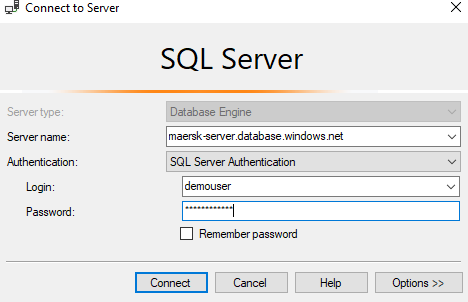 Connect to Server
SQL Server
Server type: Database Engine
Server name: maersk-server.database.windows.net
Authentication: SQL Server Authentication
Login: demouser
Password: ************
Remember password
Connect Cancel Help Options >>